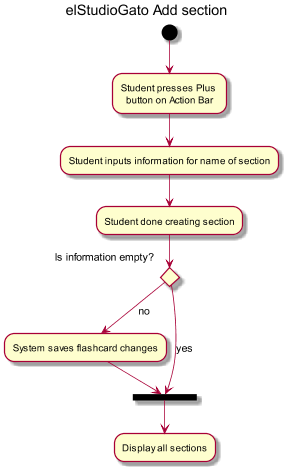 elStudioGato Add section
Student presses Plus
button on Action Bar
Student inputs information for name of section
Student done creating section
Is information empty?
no
System saves flashcard changes
yes
Display all sections